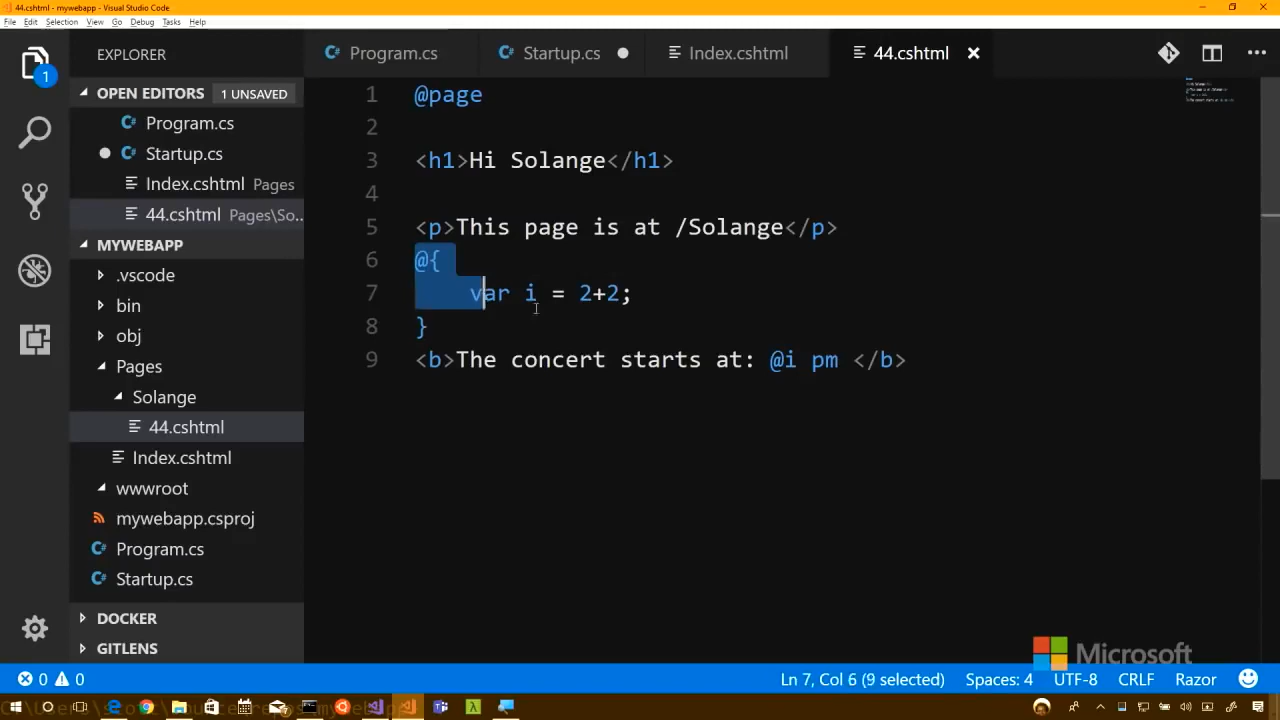 44.cshtml - mywebapp - Visual Studio Code
File Edit Selection View Go Debug Tasks Help
EXPLORER
Program.cs
Startup.cs
Index.cshtml
44.cshtml
OPEN EDITORS 1 UNSAVED
Program.cs
Startup.cs
Index.cshtml Pages
44.cshtml Pages\So...
MYWEBAPP
.vscode
bin
obj
Pages
Solange
44.cshtml
Index.cshtml
wwwroot
mywebapp.csproj
Program.cs
Startup.cs
DOCKER
GITLENS
1
1 @page
2
3 <h1>Hi Solange</h1>
4
5 <p>This page is at /Solange</p>
6 @{
7 var i = 2+2;
8 }
9 <b>The concert starts at: @i pm </b>
Microsoft
0 0
Ln 7, Col 6 (9 selected) Spaces: 4 UTF-8 CRLF Razor